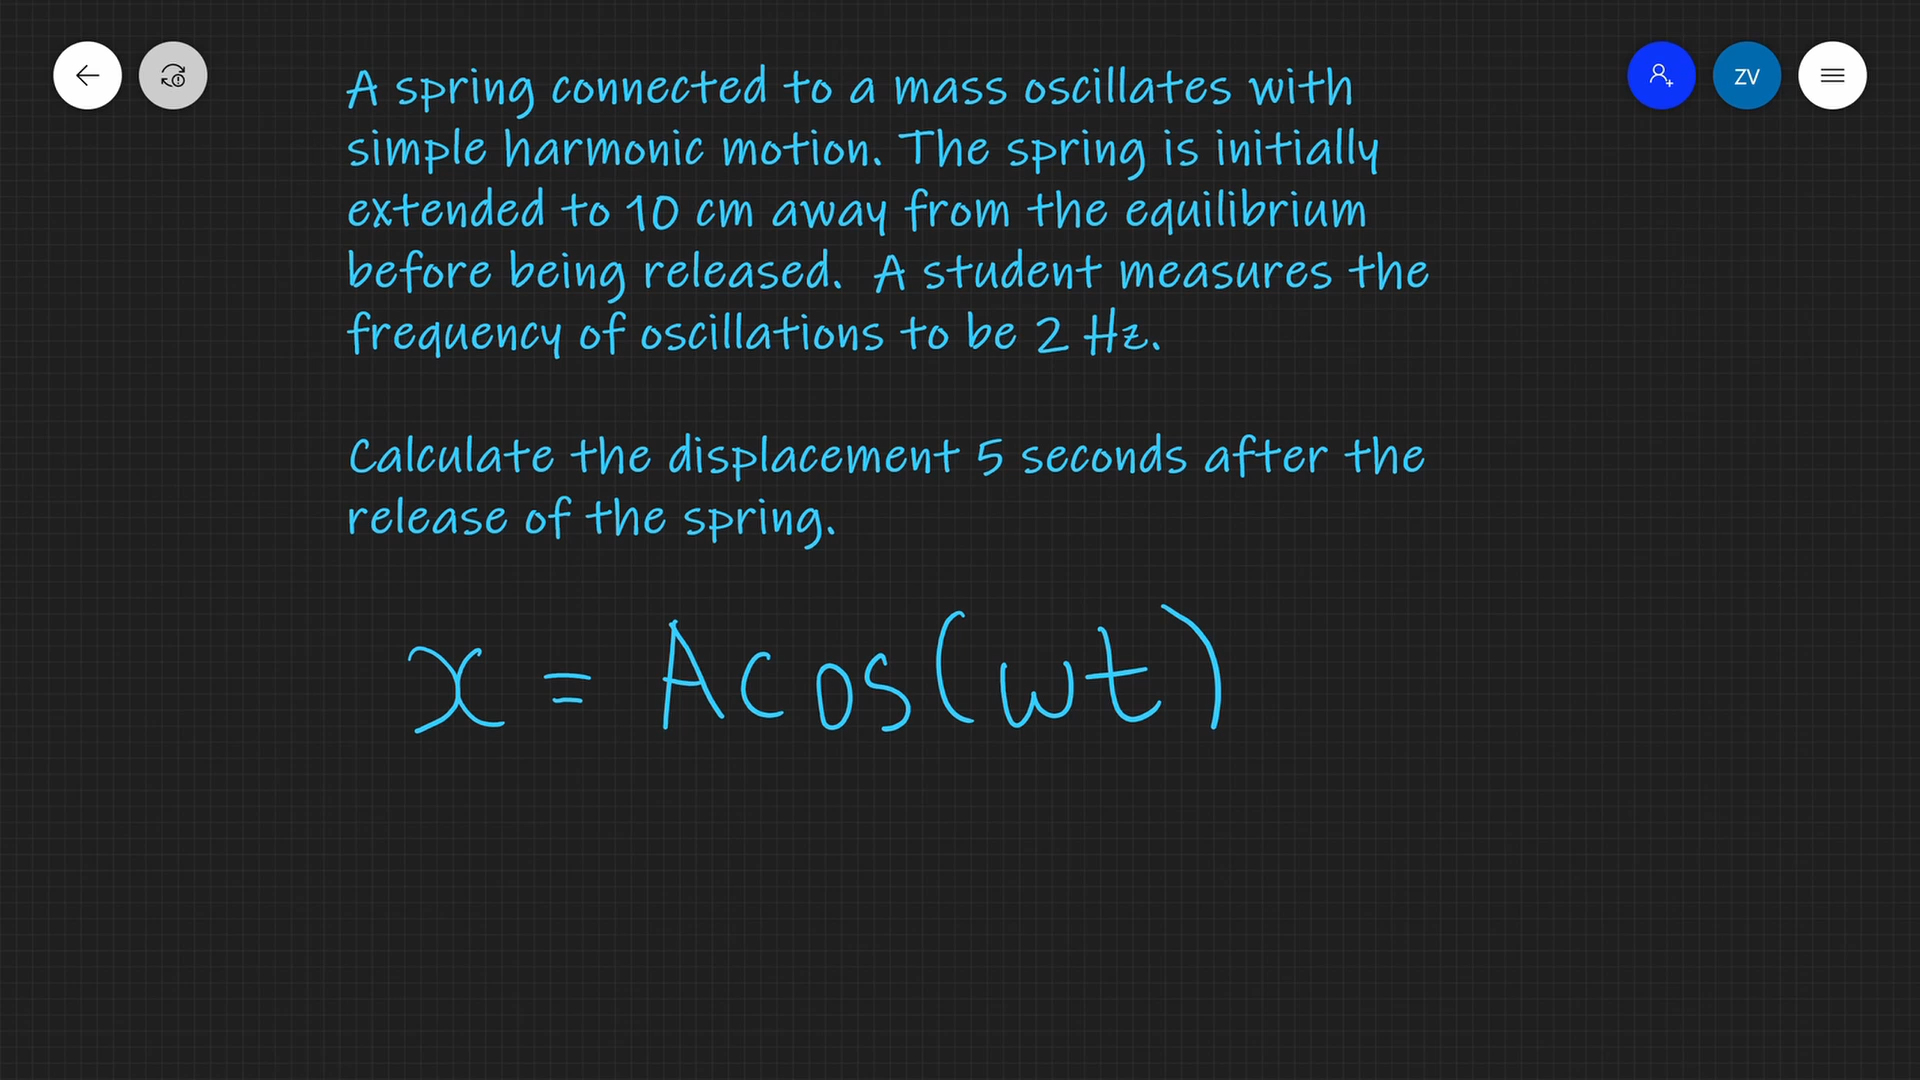 ZV
A spring connected to a mass oscillates with
simple harmonic motion. The spring is initially
extended to 10 cm away from the equilibrium
before being released. A student measures the
frequency of oscillations to be 2 Hz.
Calculate the displacement 5 seconds after the
release of the spring.
x = A cos(ωt)